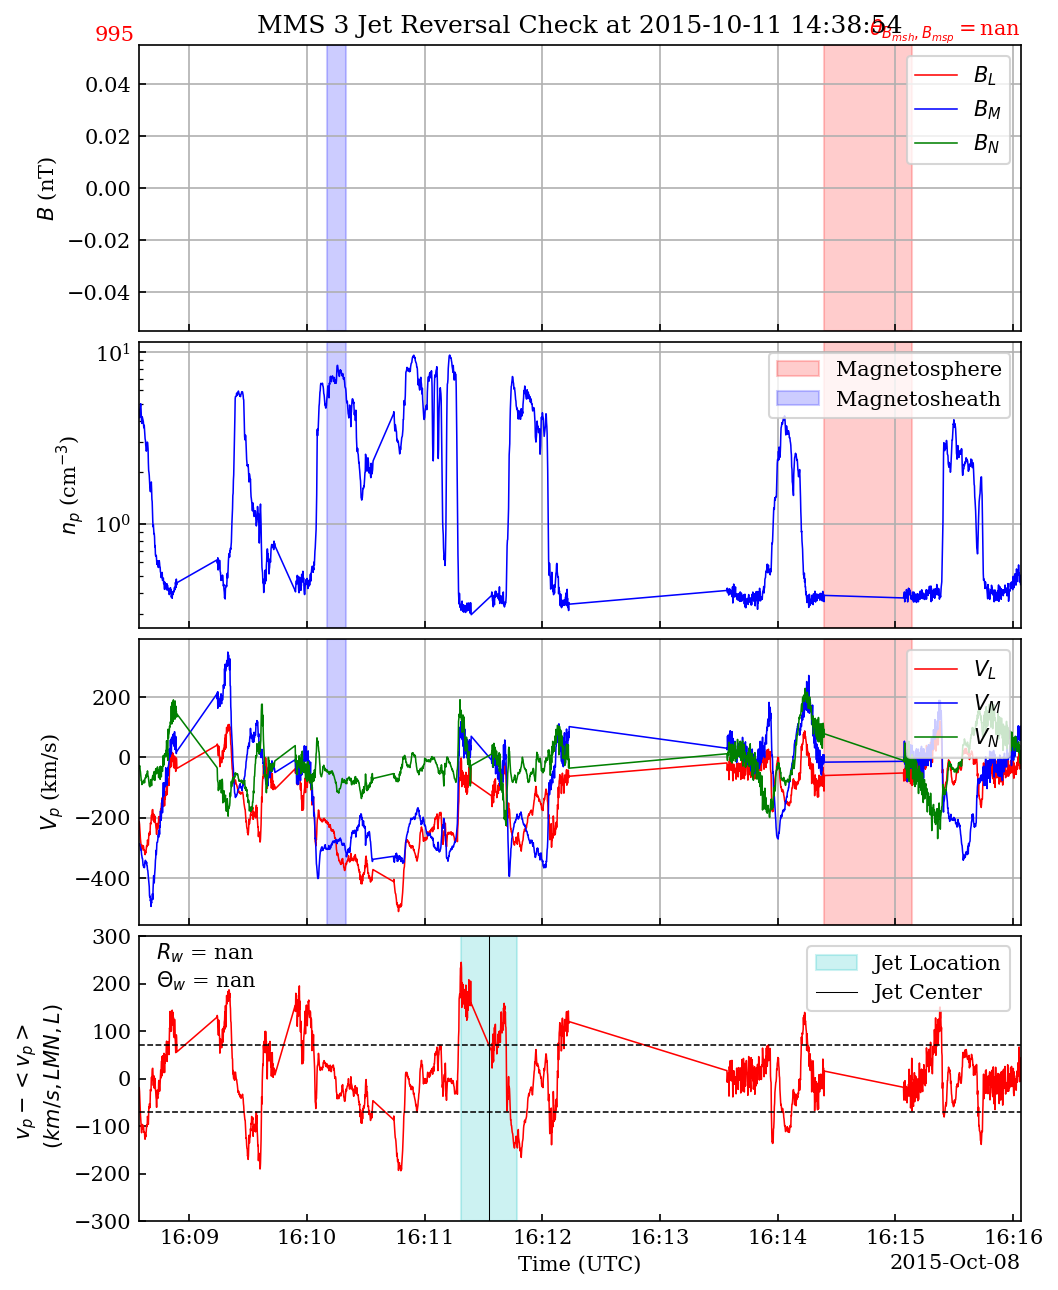 MMS 3 Jet Reversal Check at 2015-10-11 14:38:54
995
Θ_{B_{msh}, B_{msp}} = nan
B (nT)
0.04
0.02
0.00
−0.02
−0.04
B_L
B_M
B_N
n_p (cm^{−3})
10^1
10^0
Magnetosphere
Magnetosheath
V_p (km/s)
200
0
−200
−400
V_L
V_M
V_N
v_p − <v_p>
(km/s, LMN, L)
300
200
100
0
−100
−200
−300
R_w = nan
Θ_w = nan
Jet Location
Jet Center
16:09 16:10 16:11 16:12 16:13 16:14 16:15 16:16
Time (UTC)
2015-Oct-08